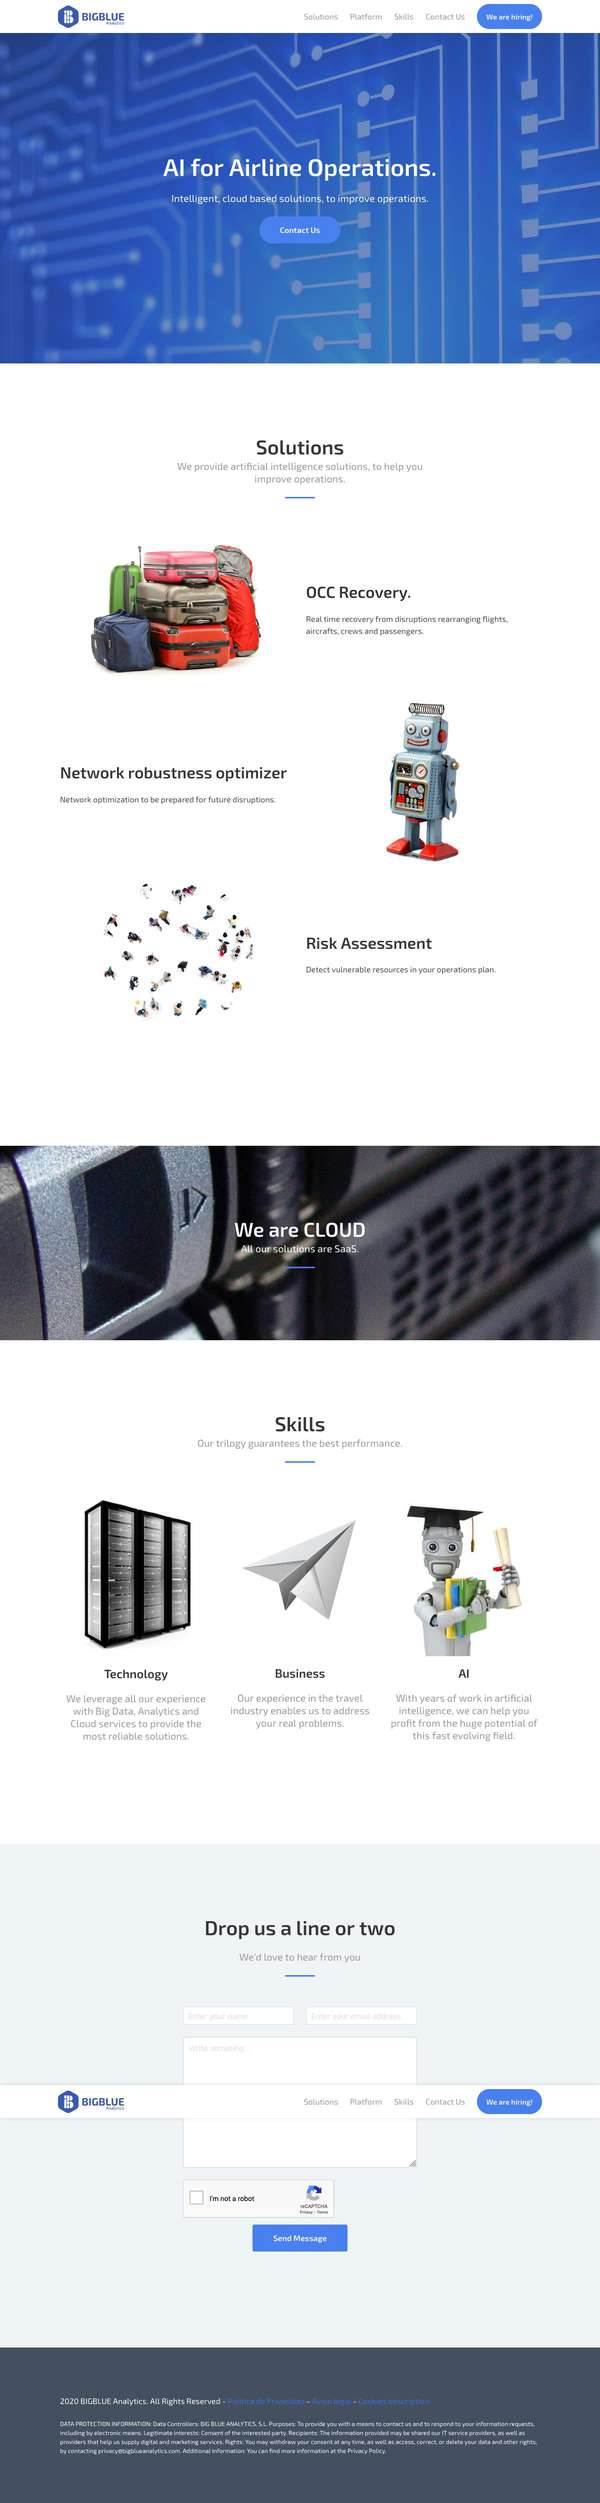 BIGBLUE
Analytics
Solutions Platform Skills Contact Us We are hiring!
AI for Airline Operations.
Intelligent, cloud based solutions, to improve operations.
Contact Us
Solutions
We provide artificial intelligence solutions, to help you
improve operations.
OCC Recovery.
Real time recovery from disruptions rearranging flights,
aircrafts, crews and passengers.
Network robustness optimizer
Network optimization to be prepared for future disruptions.
Risk Assessment
Detect vulnerable resources in your operations plan.
We are CLOUD
All our solutions are SaaS.
Skills
Our trilogy guarantees the best performance.
Technology
We leverage all our experience
with Big Data, Analytics and
Cloud services to provide the
most reliable solutions.
Business
Our experience in the travel
industry enables us to address
your real problems.
AI
With years of work in artificial
intelligence, we can help you
profit from the huge potential of
this fast evolving field.
Drop us a line or two
We'd love to hear from you
Enter your name
Enter your email address
Write something...
BIGBLUE
Analytics
Solutions Platform Skills Contact Us We are hiring!
I'm not a robot
reCAPTCHA
Privacy - Terms
Send Message
2020 BIGBLUE Analytics. All Rights Reserved - Política de Privacidad - Aviso legal - Cookies description
DATA PROTECTION INFORMATION: Data Controllers: BIG BLUE ANALYTICS, S.L. Purposes: To provide you with a means to contact us and to respond to your information requests,
including by electronic means. Legitimate interests: Consent of the interested party. Recipients: The information provided may be shared our IT service providers, as well as
providers that help us supply digital and marketing services. Rights: You may withdraw your consent at any time, as well as access, correct, or delete your data and other rights,
by contacting privacy@bigblueanalytics.com. Additional Information: You can find more information at the Privacy Policy.